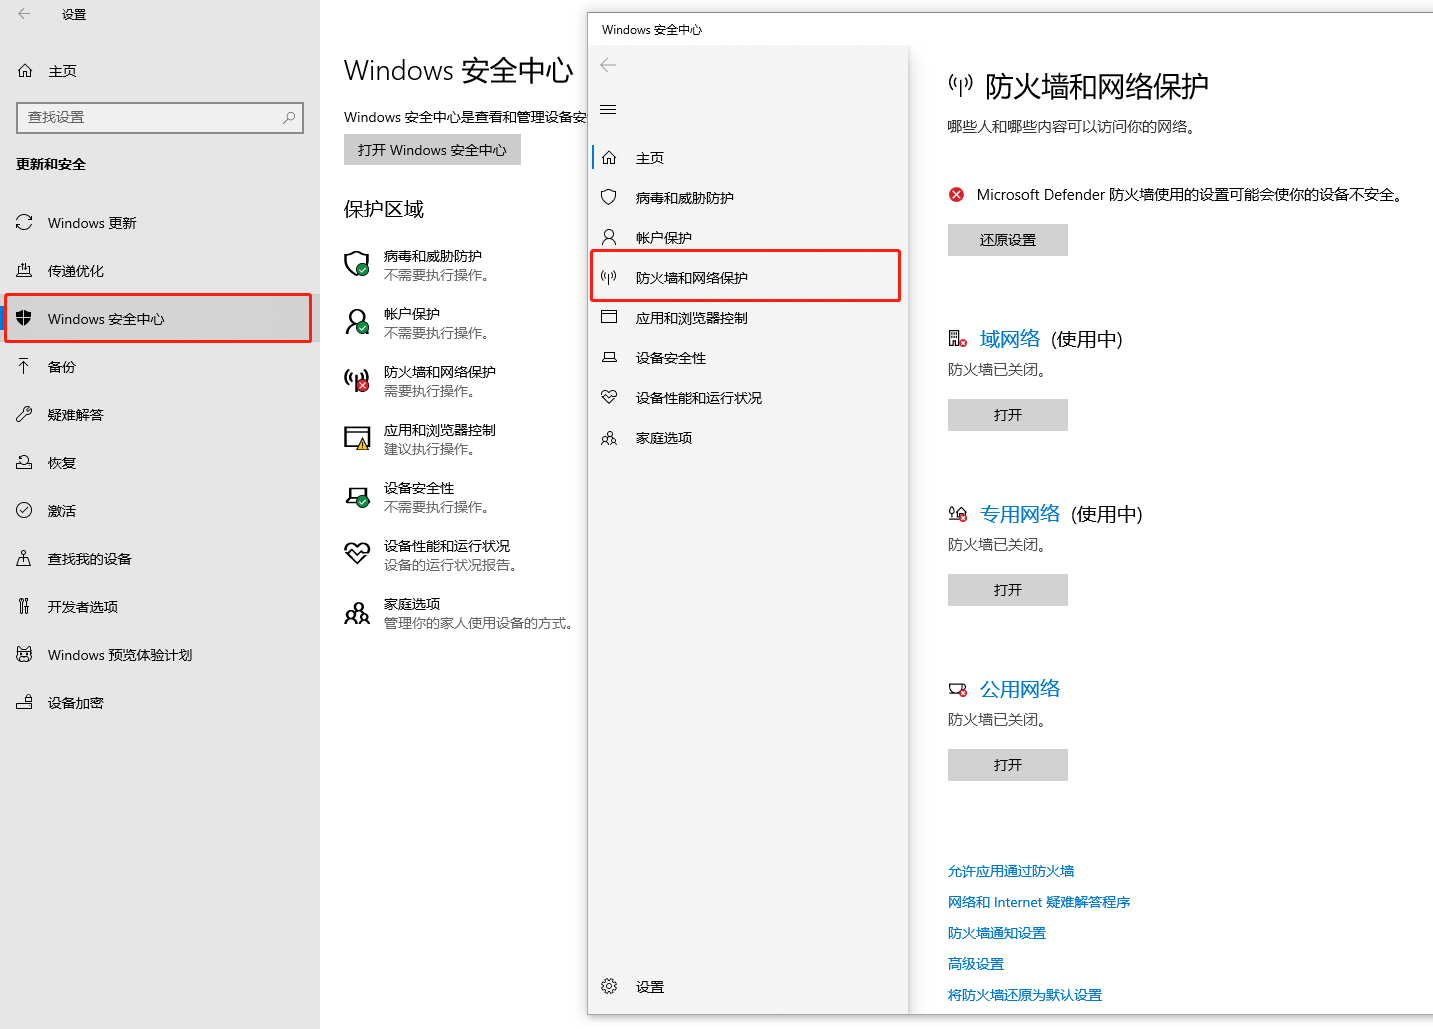 设置
主页
查找设置
更新和安全
Windows 更新
传递优化
Windows 安全中心
备份
疑难解答
恢复
激活
查找我的设备
开发者选项
Windows 预览体验计划
设备加密
Windows 安全中心
Windows 安全中心是查看和管理设备安
打开 Windows 安全中心
保护区域
病毒和威胁防护
不需要执行操作。
帐户保护
不需要执行操作。
防火墙和网络保护
需要执行操作。
应用和浏览器控制
建议执行操作。
设备安全性
不需要执行操作。
设备性能和运行状况
设备的运行状况报告。
家庭选项
管理你的家人使用设备的方式。
Windows 安全中心
主页
病毒和威胁防护
帐户保护
防火墙和网络保护
应用和浏览器控制
设备安全性
设备性能和运行状况
家庭选项
设置
防火墙和网络保护
哪些人和哪些内容可以访问你的网络。
Microsoft Defender 防火墙使用的设置可能会使你的设备不安全。
还原设置
域网络 (使用中)
防火墙已关闭。
打开
专用网络 (使用中)
防火墙已关闭。
打开
公用网络
防火墙已关闭。
打开
允许应用通过防火墙
网络和 Internet 疑难解答程序
防火墙通知设置
高级设置
将防火墙还原为默认设置